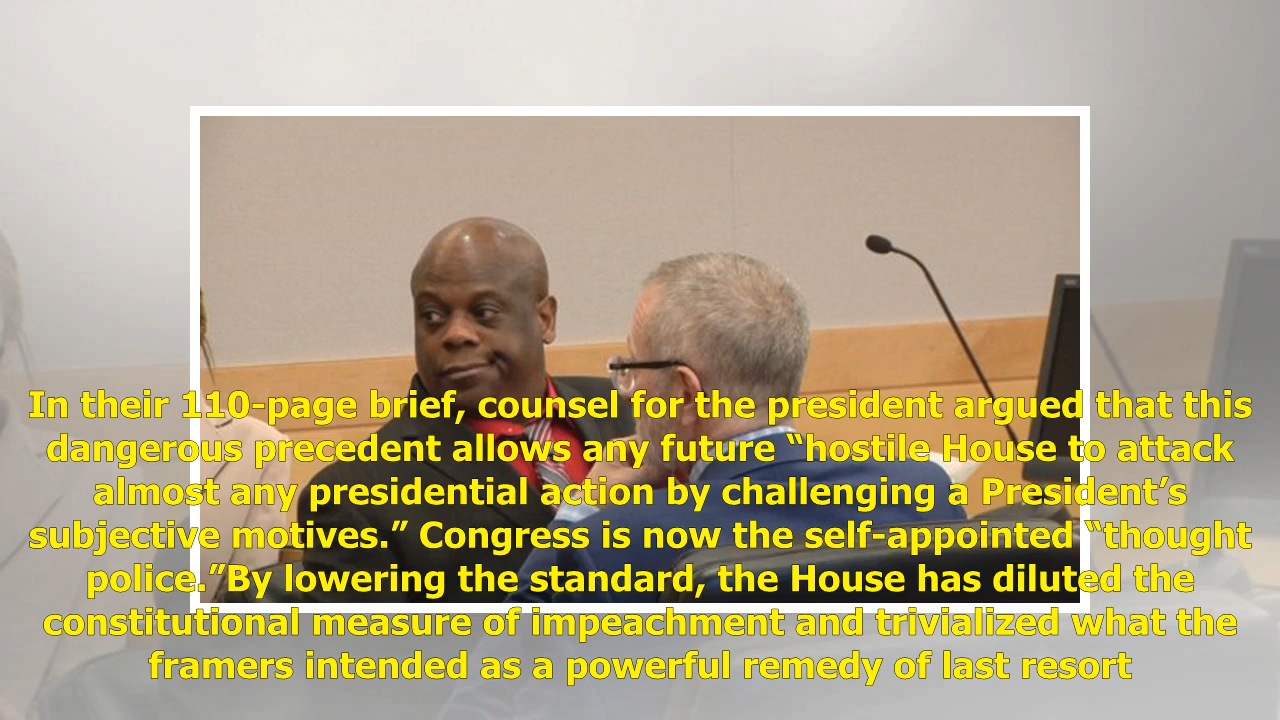 In their 110-page brief, counsel for the president argued that this
dangerous precedent allows any future “hostile House to attack
almost any presidential action by challenging a President’s
subjective motives.” Congress is now the self-appointed “thought
police.”By lowering the standard, the House has diluted the
constitutional measure of impeachment and trivialized what the
framers intended as a powerful remedy of last resort